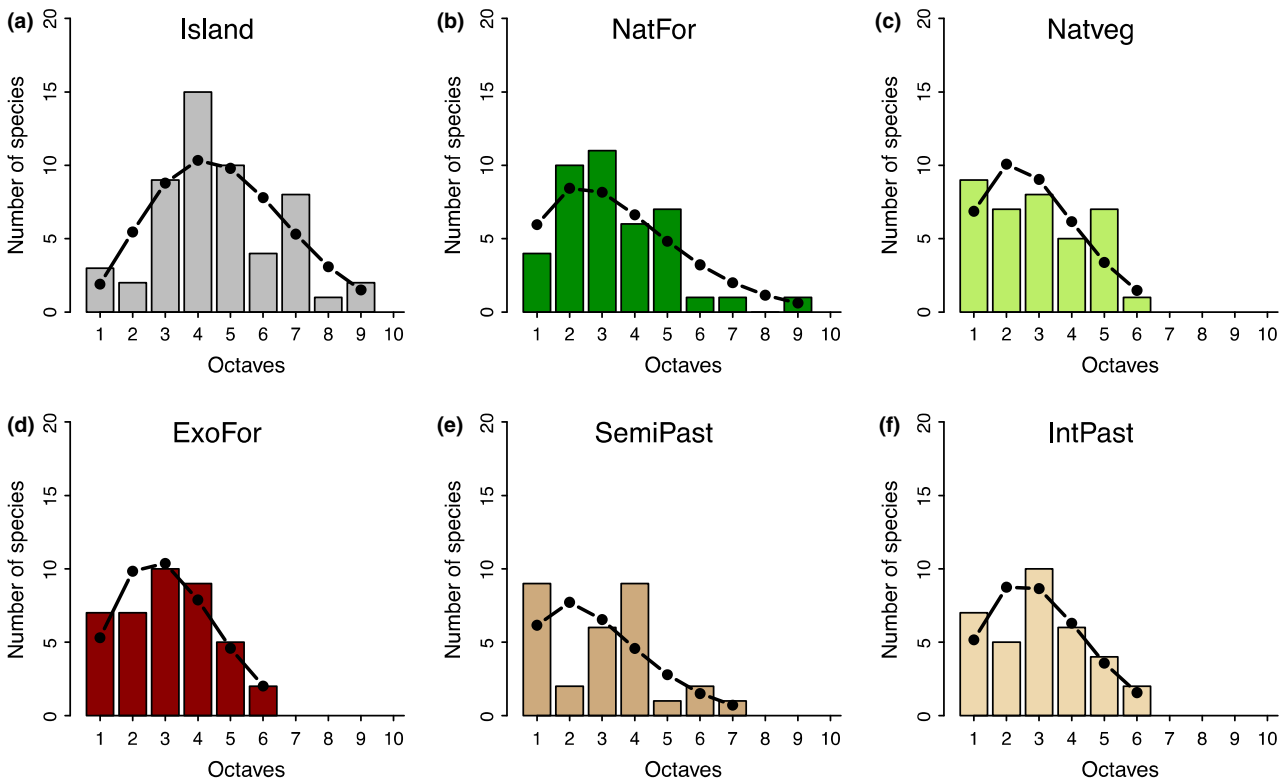 (a) Island
Number of species
0 5 10 15 20
1 2 3 4 5 6 7 8 9 10
Octaves
(b) NatFor
Number of species
0 5 10 15 20
1 2 3 4 5 6 7 8 9 10
Octaves
(c) Natveg
Number of species
0 5 10 15 20
1 2 3 4 5 6 7 8 9 10
Octaves
(d) ExoFor
Number of species
0 5 10 15 20
1 2 3 4 5 6 7 8 9 10
Octaves
(e) SemiPast
Number of species
0 5 10 15 20
1 2 3 4 5 6 7 8 9 10
Octaves
(f) IntPast
Number of species
0 5 10 15 20
1 2 3 4 5 6 7 8 9 10
Octaves